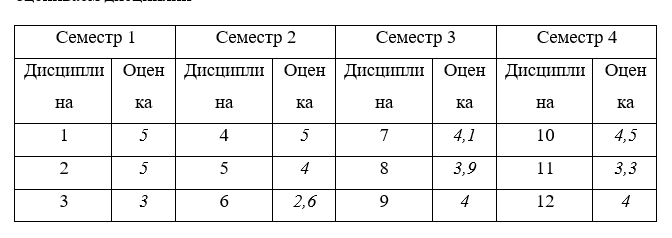 Семестр 1 Семестр 2 Семестр 3 Семестр 4
Дисципли Оцен Дисципли Оцен Дисципли Оцен Дисципли Оцен
на ка на ка на ка на ка
1 5 4 5 7 4,1 10 4,5
2 5 5 4 8 3,9 11 3,3
3 3 6 2,6 9 4 12 4